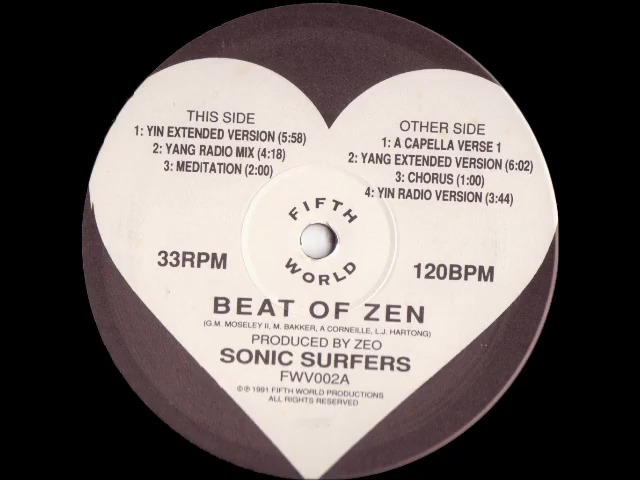 THIS SIDE
1: YIN EXTENDED VERSION (5:58)
2: YANG RADIO MIX (4:18)
3: MEDITATION (2:00)
OTHER SIDE
1: A CAPELLA VERSE 1
2: YANG EXTENDED VERSION (6:02)
3: CHORUS (1:00)
4: YIN RADIO VERSION (3:44)
FIFTH
WORLD
33RPM
120BPM
BEAT OF ZEN
(G.M. MOSELEY II, M. BAKKER, A CORNEILLE, L.J. HARTONG)
PRODUCED BY ZEO
SONIC SURFERS
FWV002A
©℗ 1991 FIFTH WORLD PRODUCTIONS
ALL RIGHTS RESERVED